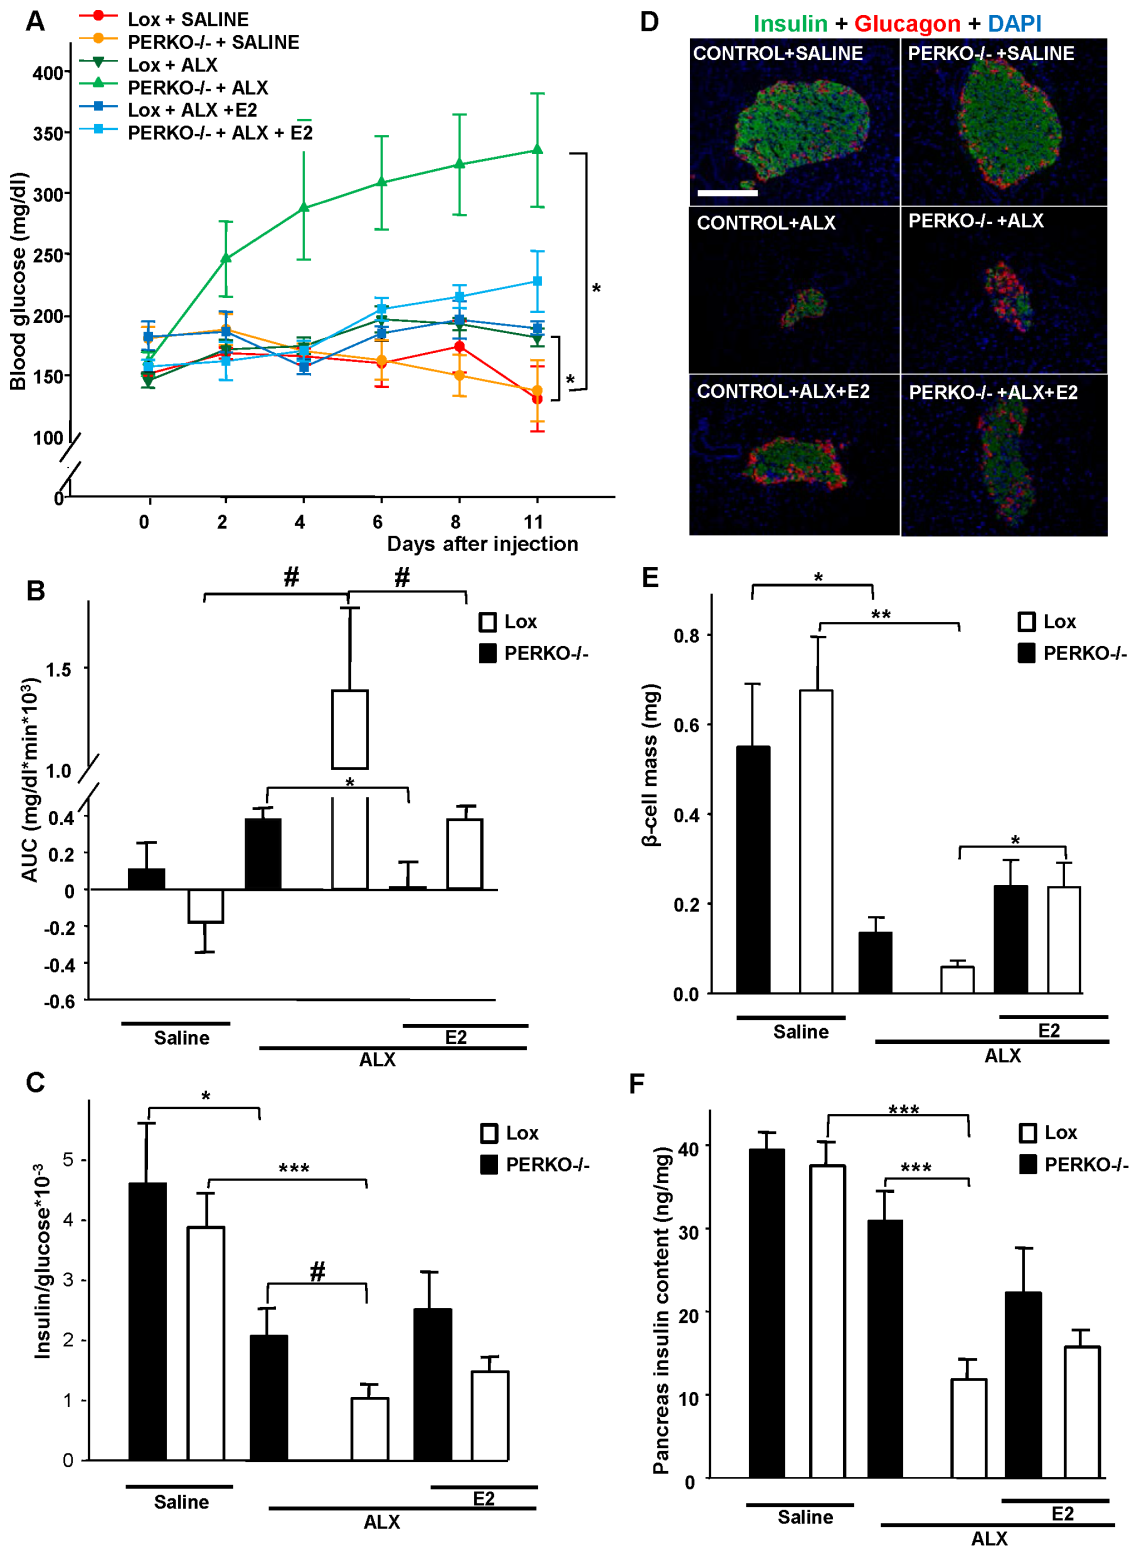 A
Lox + SALINE
PERKO-/- + SALINE
Lox + ALX
PERKO-/- + ALX
Lox + ALX +E2
PERKO-/- + ALX + E2
Blood glucose (mg/dl)
400
350
300
250
200
150
100
0
*
*
0 2 4 6 8 11
Days after injection
D
Insulin + Glucagon + DAPI
CONTROL+SALINE
PERKO-/- +SALINE
CONTROL+ALX
PERKO-/- +ALX
CONTROL+ALX+E2
PERKO-/- +ALX+E2
B
# #
Lox
PERKO-/-
AUC (mg/dl*min*10³)
1.5
1.0
*
0.4
0.2
0
-0.2
-0.4
-0.6
Saline
E2
ALX
E
*
**
Lox
PERKO-/-
β-cell mass (mg)
0.8
0.6
0.4
*
0.2
0.0
Saline
E2
ALX
C
*
***
#
Lox
PERKO-/-
Insulin/glucose*10⁻³
5
4
3
2
1
0
Saline
E2
ALX
F
***
***
Lox
PERKO-/-
Pancreas insulin content (ng/mg)
40
30
20
10
0
Saline
E2
ALX